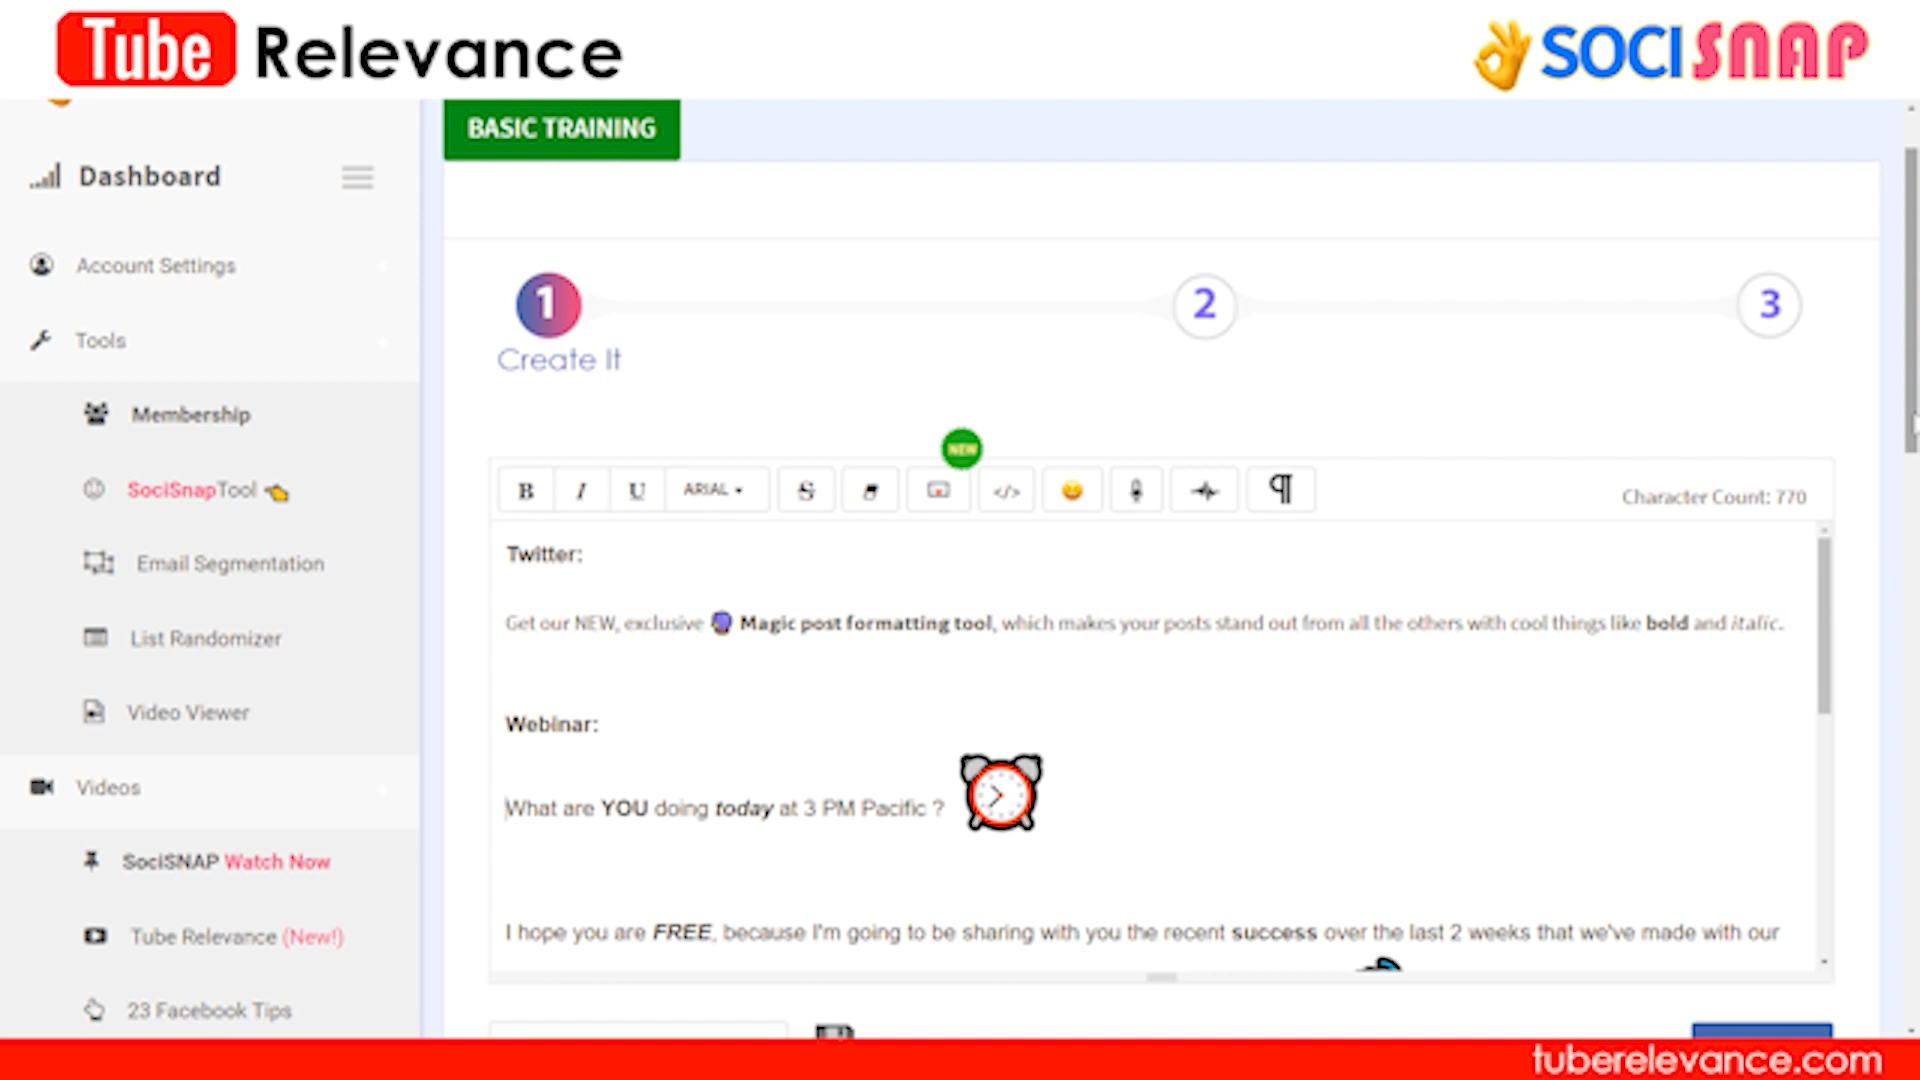 Tube Relevance
SOCISNAP
BASIC TRAINING
Dashboard
Account Settings
Tools
Membership
SociSnapTool
Email Segmentation
List Randomizer
Video Viewer
Videos
SociSNAP Watch Now
Tube Relevance (New!)
23 Facebook Tips
1
2
3
Create It
NEW
B I U ARIAL S </> ¶
Character Count: 770
Twitter:
Get our NEW, exclusive 🔮 Magic post formatting tool, which makes your posts stand out from all the others with cool things like bold and italic.
Webinar:
What are YOU doing today at 3 PM Pacific ?
I hope you are FREE, because I'm going to be sharing with you the recent success over the last 2 weeks that we've made with our
tuberelevance.com